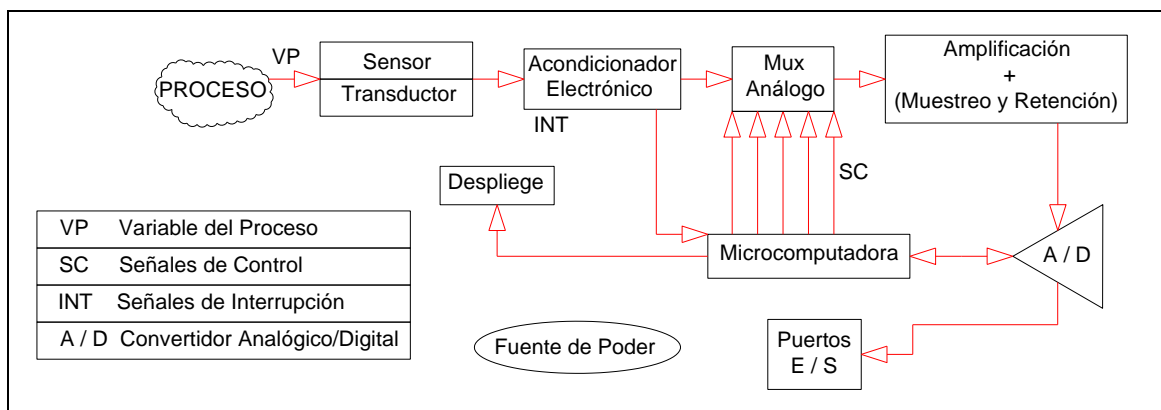 VP
PROCESO
Sensor
Transductor
Acondicionador
Electrónico
INT
Mux
Análogo
Amplificación
+
(Muestreo y Retención)
SC
Despliege
Microcomputadora
A / D
VP Variable del Proceso
SC Señales de Control
INT Señales de Interrupción
A / D Convertidor Analógico/Digital
Fuente de Poder
Puertos
E / S